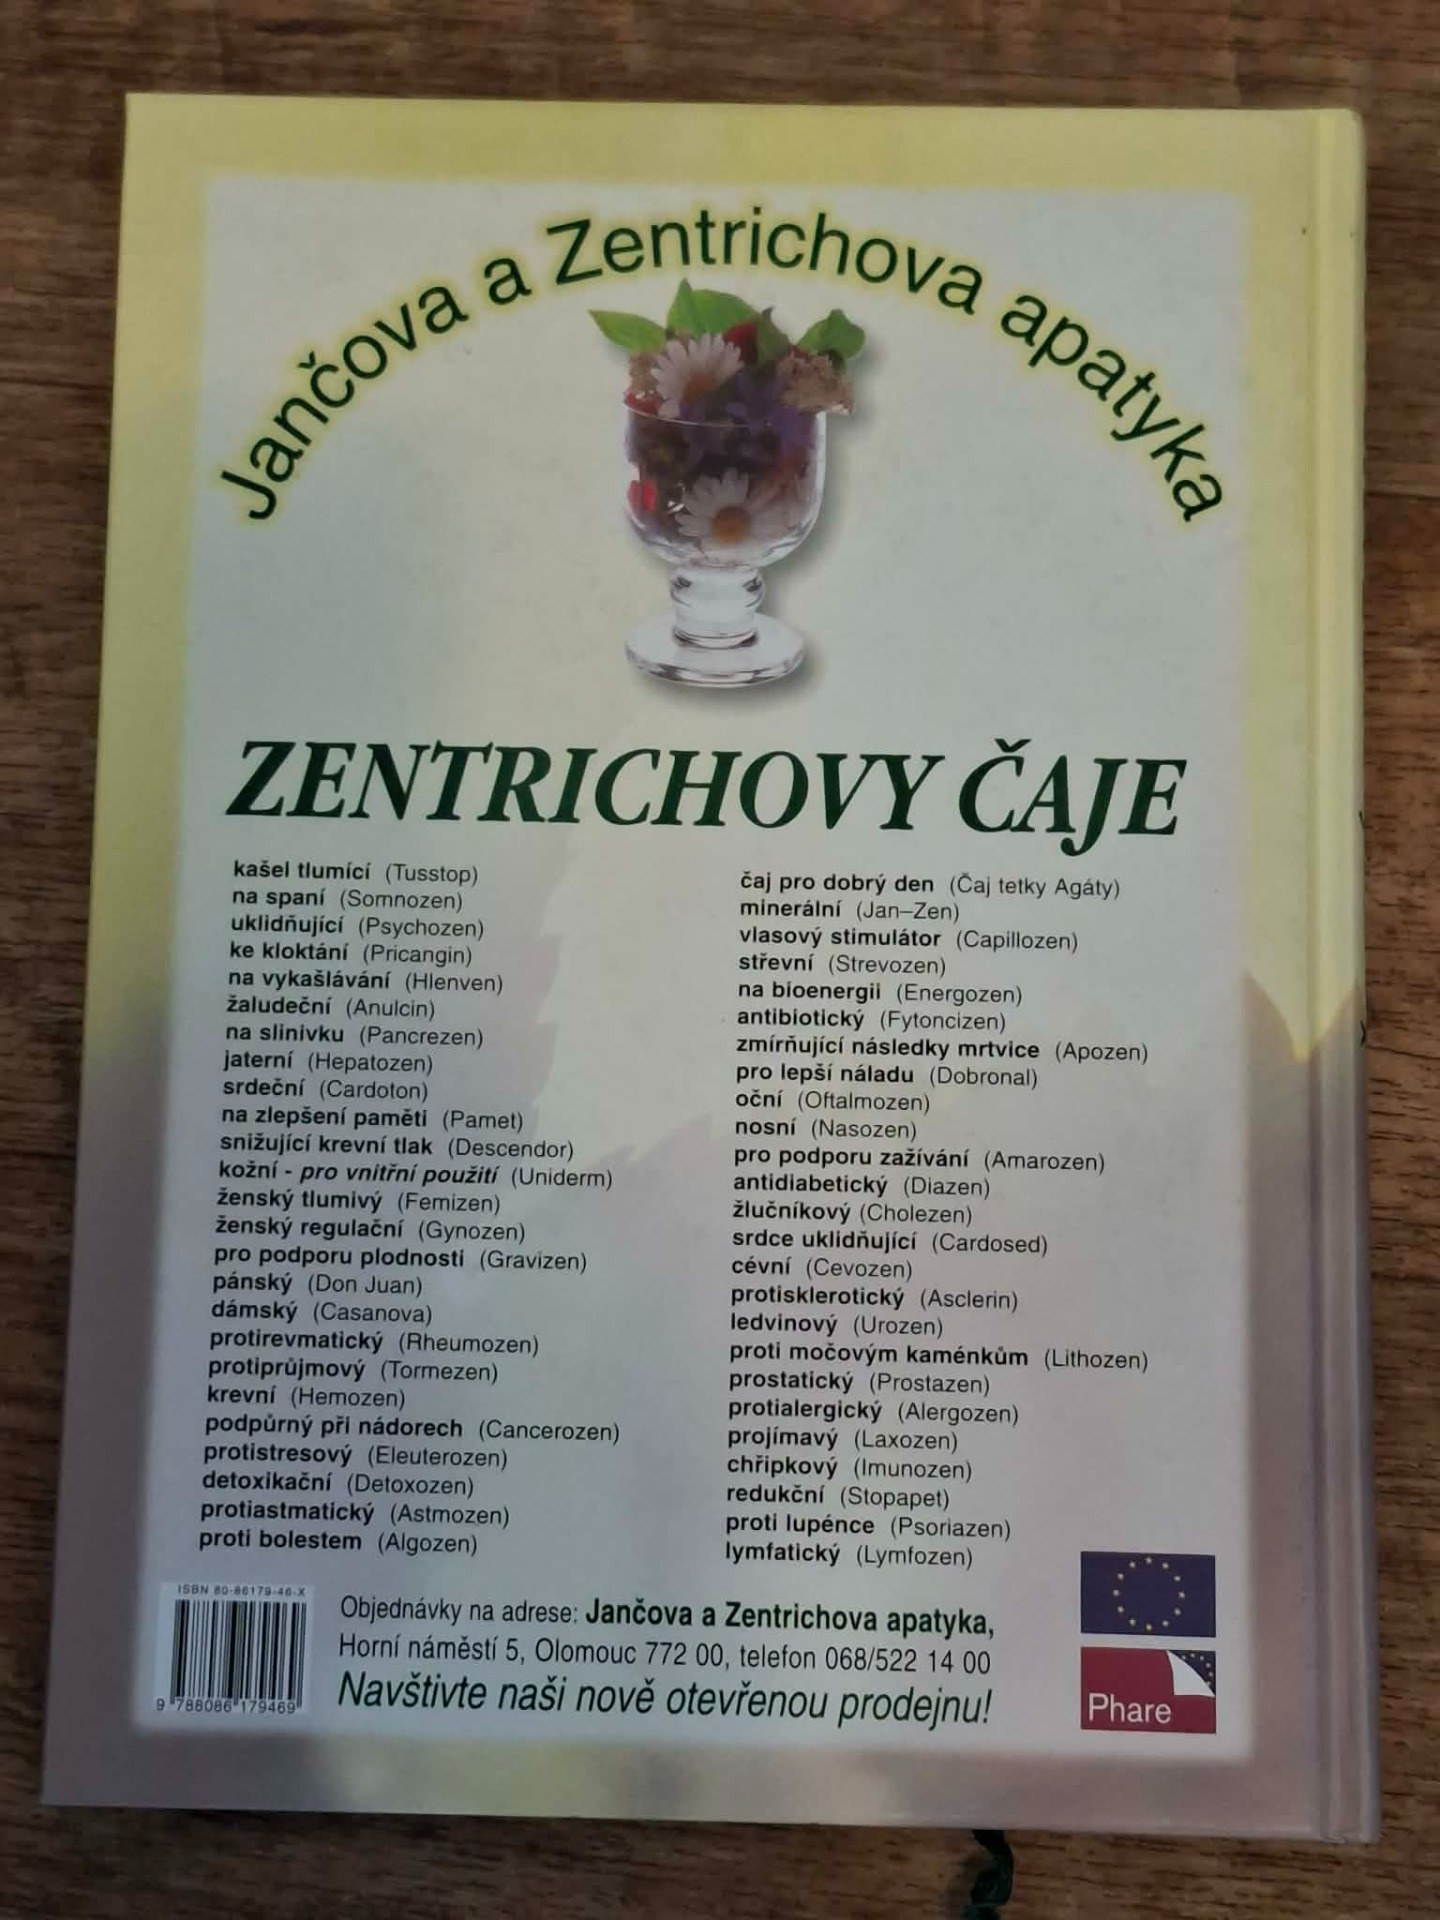 Jančova a Zentrichova apatyka
ZENTRICHOVY ČAJE
kašel tlumící (Tusstop)
na spaní (Somnozen)
uklidňující (Psychozen)
ke kloktání (Pricangin)
na vykašlávání (Hlenven)
žaludeční (Anulcin)
na slinivku (Pancrezen)
jaterní (Hepatozen)
srdeční (Cardoton)
na zlepšení paměti (Pamet)
snižující krevní tlak (Descendor)
kožní - pro vnitřní použití (Uniderm)
ženský tlumivý (Femizen)
ženský regulační (Gynozen)
pro podporu plodnosti (Gravizen)
pánský (Don Juan)
dámský (Casanova)
protirevmatický (Rheumozen)
protiprůjmový (Tormezen)
krevní (Hemozen)
podpůrný při nádorech (Cancerozen)
protistresový (Eleuterozen)
detoxikační (Detoxozen)
protiastmatický (Astmozen)
proti bolestem (Algozen)
čaj pro dobrý den (Čaj tetky Agáty)
minerální (Jan–Zen)
vlasový stimulátor (Capillozen)
střevní (Strevozen)
na bioenergii (Energozen)
antibiotický (Fytoncizen)
zmírňující následky mrtvice (Apozen)
pro lepší náladu (Dobronal)
oční (Oftalmozen)
nosní (Nasozen)
pro podporu zažívání (Amarozen)
antidiabetický (Diazen)
žlučníkový (Cholezen)
srdce uklidňující (Cardosed)
cévní (Cevozen)
protisklerotický (Asclerin)
ledvinový (Urozen)
proti močovým kaménkům (Lithozen)
prostatický (Prostazen)
protialergický (Alergozen)
projímavý (Laxozen)
chřipkový (Imunozen)
redukční (Stopapet)
proti lupénce (Psoriazen)
lymfatický (Lymfozen)
ISBN 80-86179-46-X
9 788086 179469
Objednávky na adrese: Jančova a Zentrichova apatyka,
Horní náměstí 5, Olomouc 772 00, telefon 068/522 14 00
Navštivte naši nově otevřenou prodejnu!
Phare